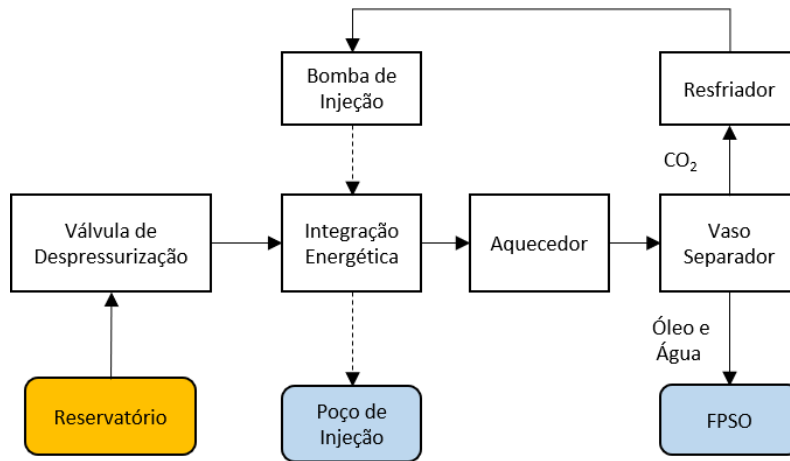 Bomba de
Injeção
Resfriador
CO₂
Válvula de
Despressurização
Integração
Energética
Aquecedor
Vaso
Separador
Óleo e
Água
Reservatório
Poço de
Injeção
FPSO